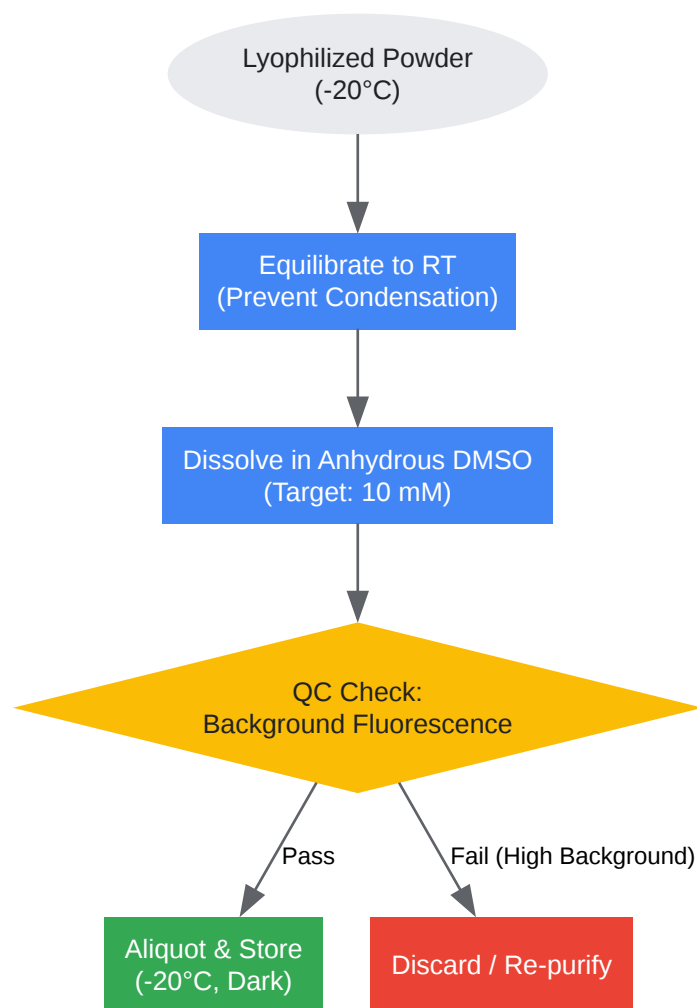 Lyophilized Powder
(-20°C)
Equilibrate to RT
(Prevent Condensation)
Dissolve in Anhydrous DMSO
(Target: 10 mM)
QC Check:
Background Fluorescence
Pass
Fail (High Background)
Aliquot & Store
(-20°C, Dark)
Discard / Re-purify